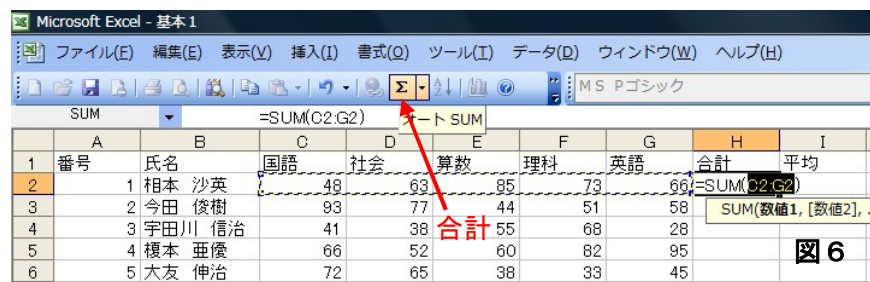 Microsoft Excel - 基本1
ファイル(F) 編集(E) 表示(V) 挿入(I) 書式(O) ツール(T) データ(D) ウィンドウ(W) ヘルプ(H)
Σ MS Pゴシック
SUM =SUM(C2:G2) オート SUM
A B C D E F G H I
1 番号 氏名 国語 社会 算数 理科 英語 合計 平均
2 1 相本 沙英 48 63 85 73 66 =SUM(C2:G2)
3 2 今田 俊樹 93 77 44 51 58 SUM(数値1, [数値2], ..
4 3 宇田川 信治 41 38 55 68 28
合計
5 4 榎本 亜優 66 52 60 82 95
6 5 大友 伸治 72 65 38 33 45
図6